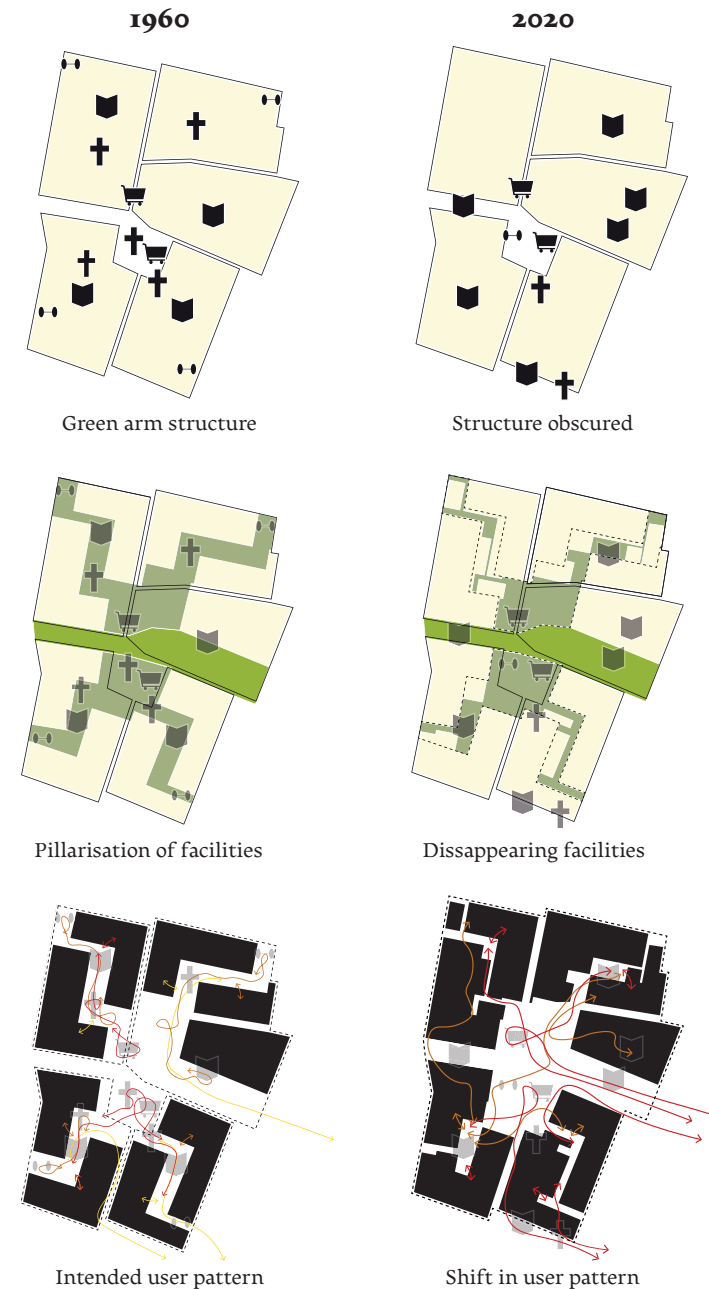 1960
2020
Green arm structure
Structure obscured
Pillarisation of facilities
Dissappearing facilities
Intended user pattern
Shift in user pattern